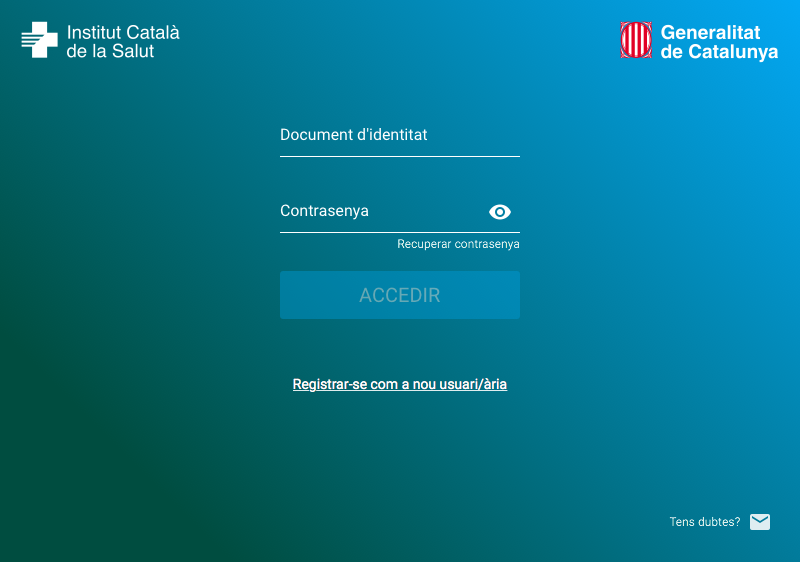 Institut Català
de la Salut
Generalitat
de Catalunya
Document d'identitat
Contrasenya
Recuperar contrasenya
ACCEDIR
Registrar-se com a nou usuari/ària
Tens dubtes?